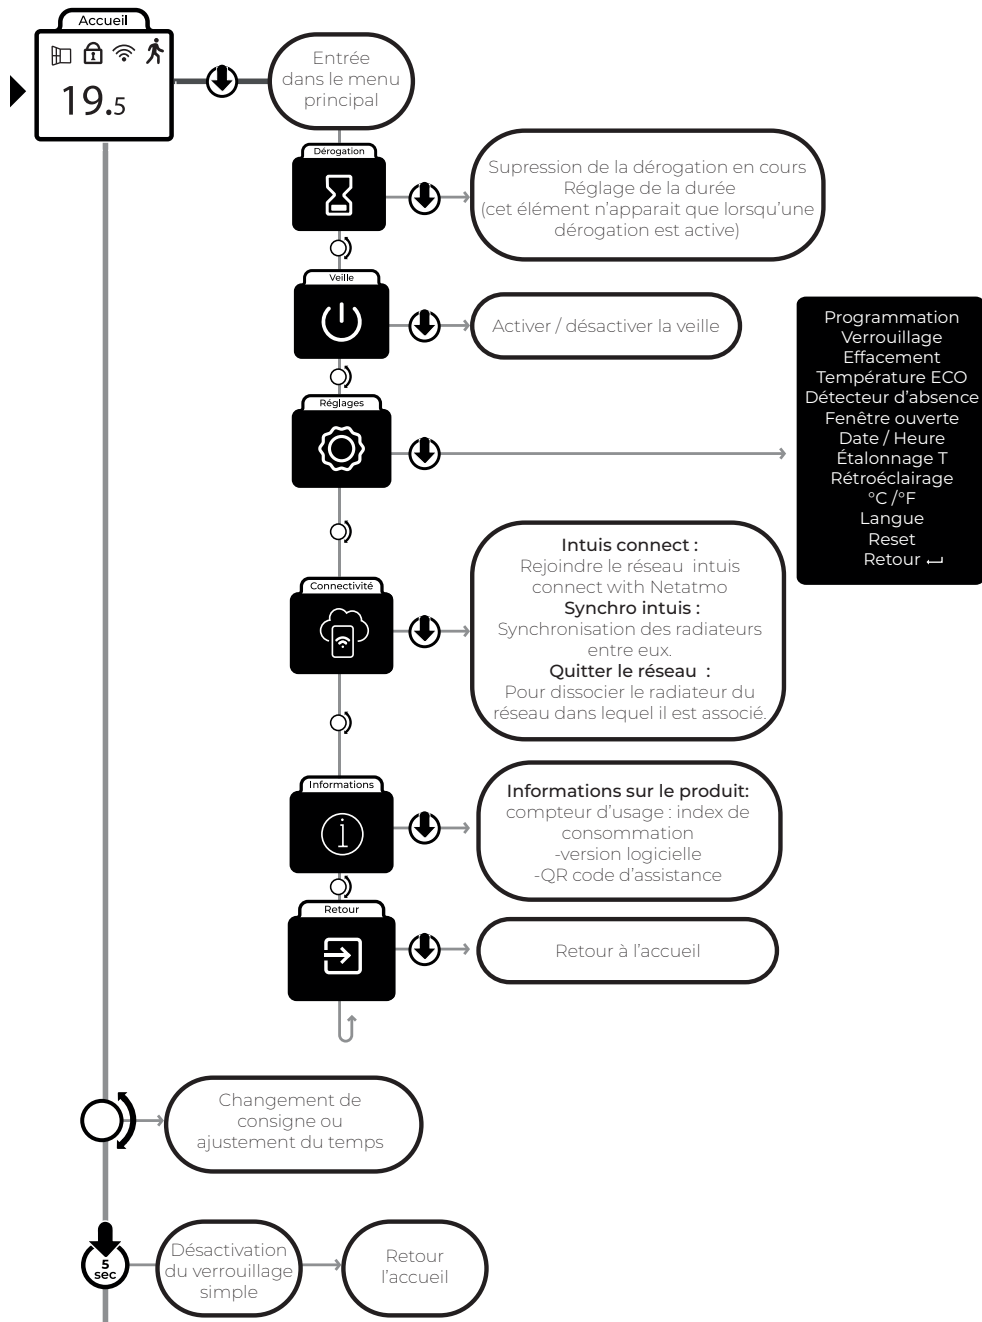 Accueil
19.5
Entrée
dans le menu
principal
Dérogation
Supression de la dérogation en cours
Réglage de la durée
(cet élément n'apparait que lorsqu'une
dérogation est active)
Veille
Activer / désactiver la veille
Réglages
Programmation
Verrouillage
Effacement
Température ECO
Détecteur d'absence
Fenêtre ouverte
Date / Heure
Étalonnage T
Rétroéclairage
°C /°F
Langue
Reset
Retour
Connectivité
Intuis connect :
Rejoindre le réseau intuis
connect with Netatmo
Synchro intuis :
Synchronisation des radiateurs
entre eux.
Quitter le réseau :
Pour dissocier le radiateur du
réseau dans lequel il est associé.
Informations
Informations sur le produit:
compteur d'usage : index de
consommation
-version logicielle
-QR code d'assistance
Retour
Retour à l'accueil
Changement de
consigne ou
ajustement du temps
5
sec
Désactivation
du verrouillage
simple
Retour
l'accueil